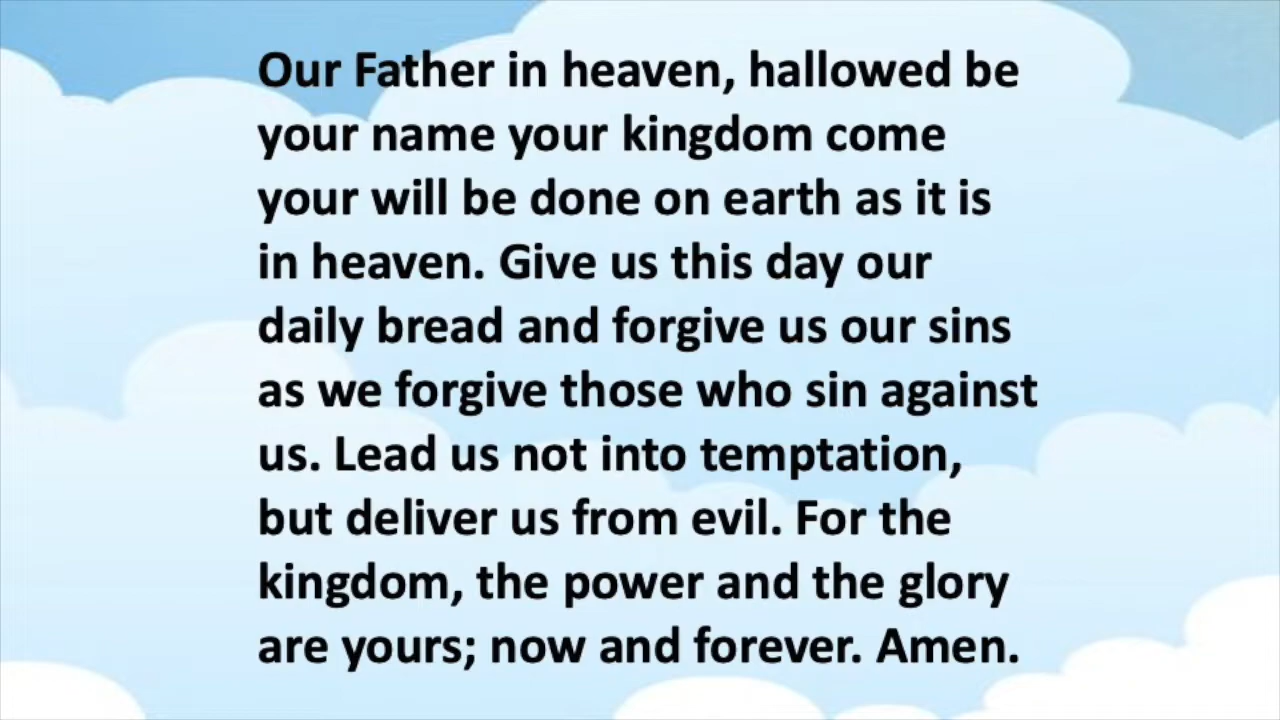 Our Father in heaven, hallowed be
your name your kingdom come
your will be done on earth as it is
in heaven. Give us this day our
daily bread and forgive us our sins
as we forgive those who sin against
us. Lead us not into temptation,
but deliver us from evil. For the
kingdom, the power and the glory
are yours; now and forever. Amen.